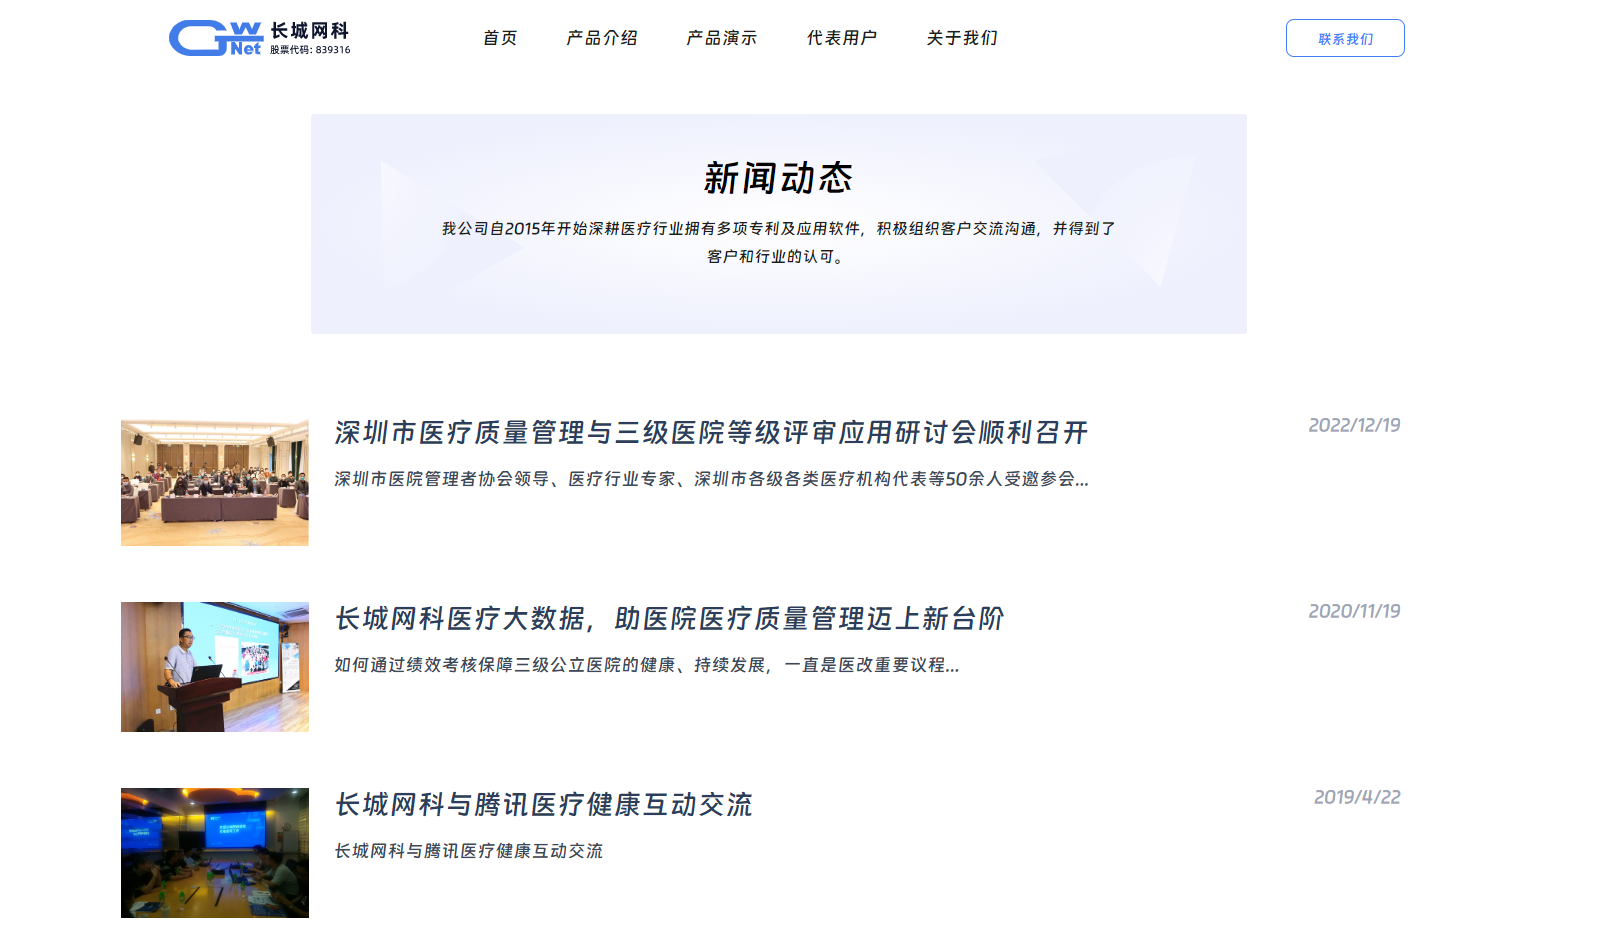 GW Net
长城网科
股票代码: 839316
首页 产品介绍 产品演示 代表用户 关于我们
联系我们
新闻动态
我公司自2015年开始深耕医疗行业拥有多项专利及应用软件，积极组织客户交流沟通，并得到了
客户和行业的认可。
深圳市医疗质量管理与三级医院等级评审应用研讨会顺利召开
2022/12/19
深圳市医院管理者协会领导、医疗行业专家、深圳市各级各类医疗机构代表等50余人受邀参会...
长城网科医疗大数据，助医院医疗质量管理迈上新台阶
2020/11/19
如何通过绩效考核保障三级公立医院的健康、持续发展，一直是医改重要议程...
长城网科与腾讯医疗健康互动交流
2019/4/22
长城网科与腾讯医疗健康互动交流